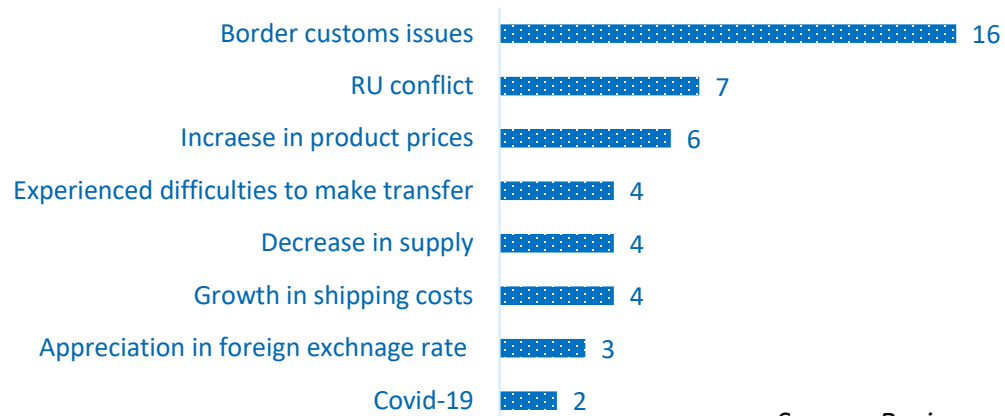 Border customs issues 16
RU conflict 7
Incraese in product prices 6
Experienced difficulties to make transfer 4
Decrease in supply 4
Growth in shipping costs 4
Appreciation in foreign exchnage rate 3
Covid-19 2